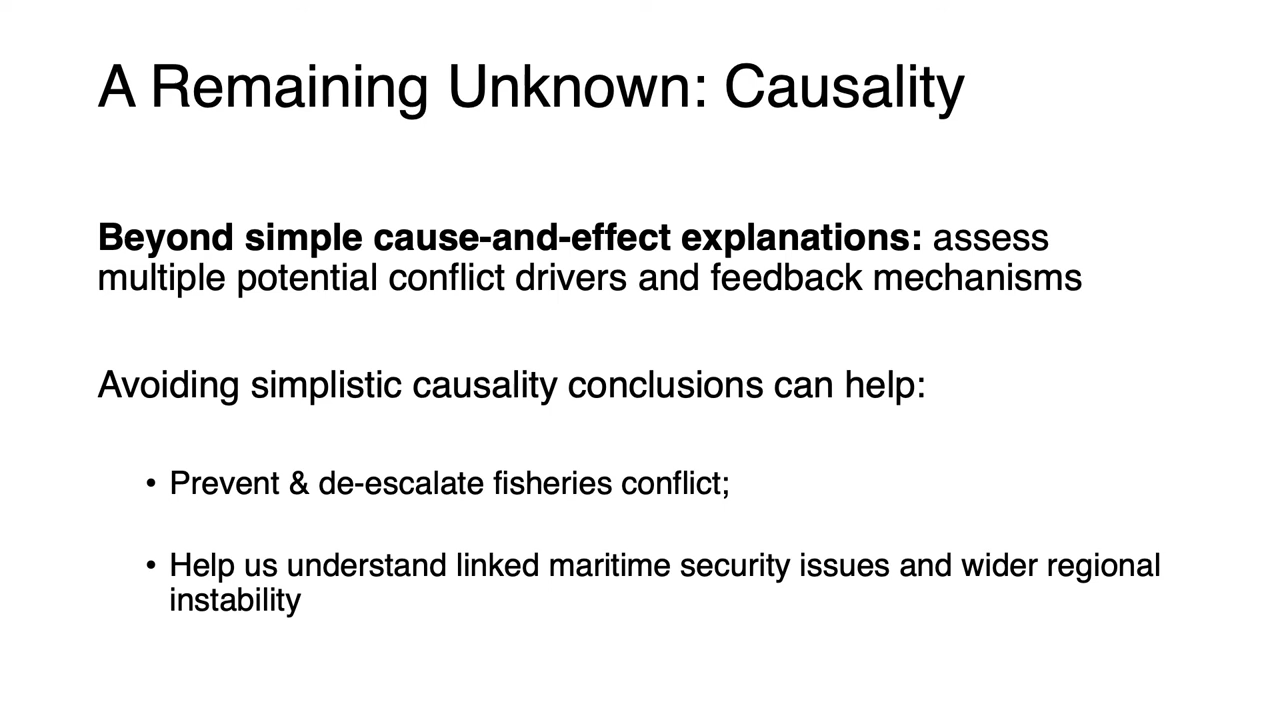 A Remaining Unknown: Causality
Beyond simple cause-and-effect explanations: assess
multiple potential conflict drivers and feedback mechanisms
Avoiding simplistic causality conclusions can help:
• Prevent & de-escalate fisheries conflict;
• Help us understand linked maritime security issues and wider regional
instability